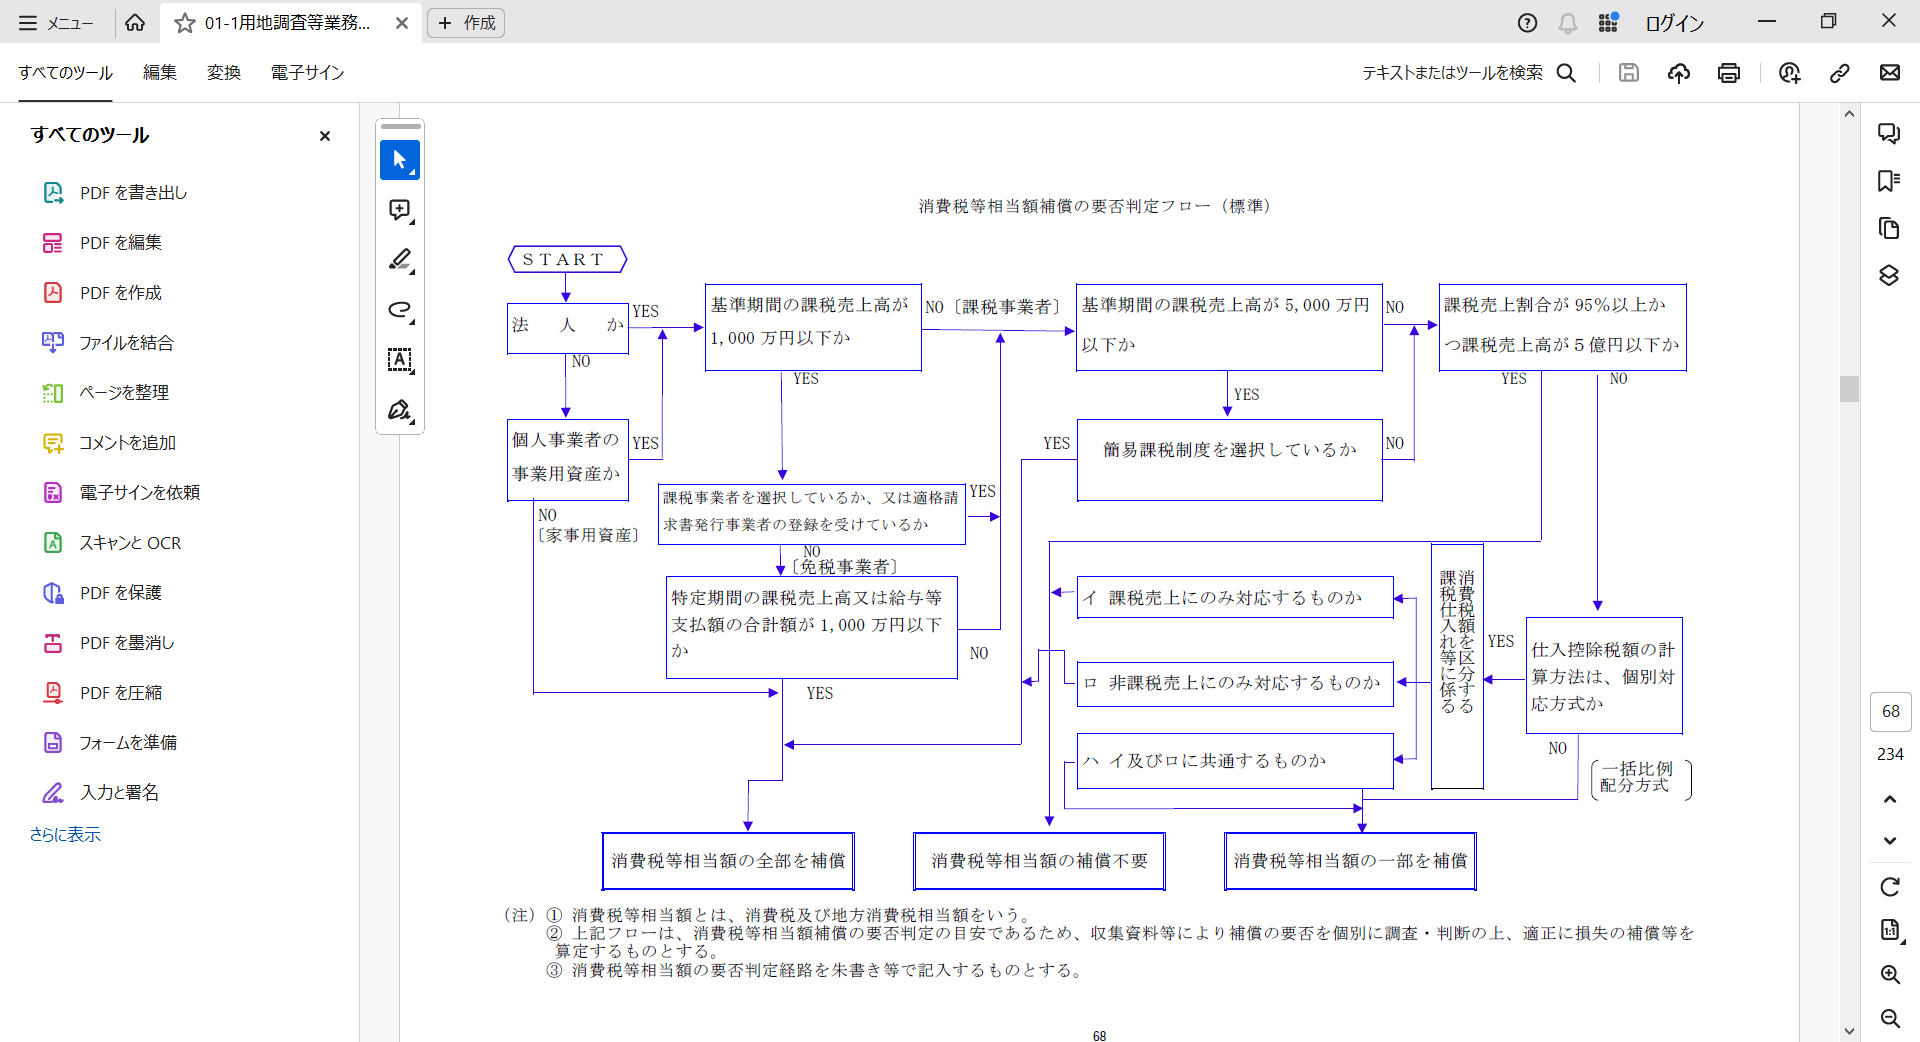 メニュー
01-1用地調査等業務...
作成
ログイン
すべてのツール
編集
変換
電子サイン
テキストまたはツールを検索
すべてのツール
PDF を書き出し
PDF を編集
PDF を作成
ファイルを結合
ページを整理
コメントを追加
電子サインを依頼
スキャンと OCR
PDF を保護
PDF を墨消し
PDF を圧縮
フォームを準備
入力と署名
さらに表示
消費税等相当額補償の要否判定フロー（標準）
ＳＴＡＲＴ
法　人　か
YES
NO
個人事業者の
事業用資産か
YES
NO
〔家事用資産〕
基準期間の課税売上高が
1,000 万円以下か
NO〔課税事業者〕
YES
課税事業者を選択しているか、又は適格請
求書発行事業者の登録を受けているか
YES
NO
〔免税事業者〕
特定期間の課税売上高又は給与等
支払額の合計額が 1,000 万円以下
か
NO
YES
基準期間の課税売上高が 5,000 万円
以下か
NO
YES
簡易課税制度を選択しているか
YES
NO
課税売上割合が 95%以上か
つ課税売上高が５億円以下か
YES
NO
仕入控除税額の計
算方法は、個別対
応方式か
YES
NO
一括比例
配分方式
消費税額を区分する
課税仕入れ等に係る
イ 課税売上にのみ対応するものか
ロ 非課税売上にのみ対応するものか
ハ イ及びロに共通するものか
消費税等相当額の全部を補償
消費税等相当額の補償不要
消費税等相当額の一部を補償
（注）① 消費税等相当額とは、消費税及び地方消費税相当額をいう。
② 上記フローは、消費税等相当額補償の要否判定の目安であるため、収集資料等により補償の要否を個別に調査・判断の上、適正に損失の補償等を
算定するものとする。
③ 消費税等相当額の要否判定経路を朱書き等で記入するものとする。
68
68
234
1:1